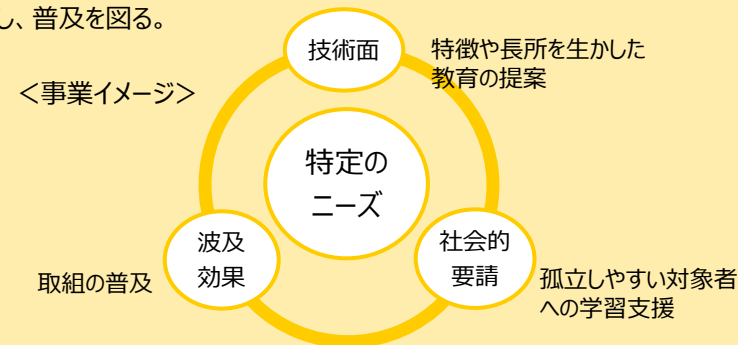 し、普及を図る。
＜事業イメージ＞
技術面
特徴や長所を生かした
教育の提案
特定の
ニーズ
波及
効果
取組の普及
社会的
要請
孤立しやすい対象者
への学習支援